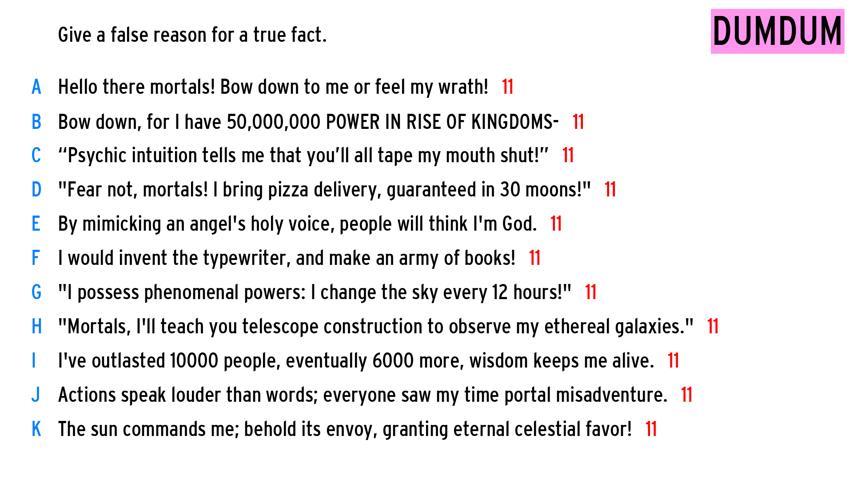 Give a false reason for a true fact.
DUMDUM
A Hello there mortals! Bow down to me or feel my wrath! 11
B Bow down, for I have 50,000,000 POWER IN RISE OF KINGDOMS- 11
C “Psychic intuition tells me that you’ll all tape my mouth shut!” 11
D "Fear not, mortals! I bring pizza delivery, guaranteed in 30 moons!" 11
E By mimicking an angel's holy voice, people will think I'm God. 11
F I would invent the typewriter, and make an army of books! 11
G "I possess phenomenal powers: I change the sky every 12 hours!" 11
H "Mortals, I'll teach you telescope construction to observe my ethereal galaxies." 11
I I've outlasted 10000 people, eventually 6000 more, wisdom keeps me alive. 11
J Actions speak louder than words; everyone saw my time portal misadventure. 11
K The sun commands me; behold its envoy, granting eternal celestial favor! 11